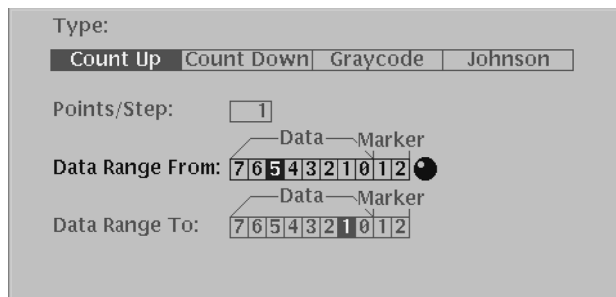 Type:
Count Up Count Down Graycode Johnson
Points/Step: 1
Data Marker
Data Range From: 7 6 5 4 3 2 1 0 1 2
Data Marker
Data Range To: 7 6 5 4 3 2 1 0 1 2